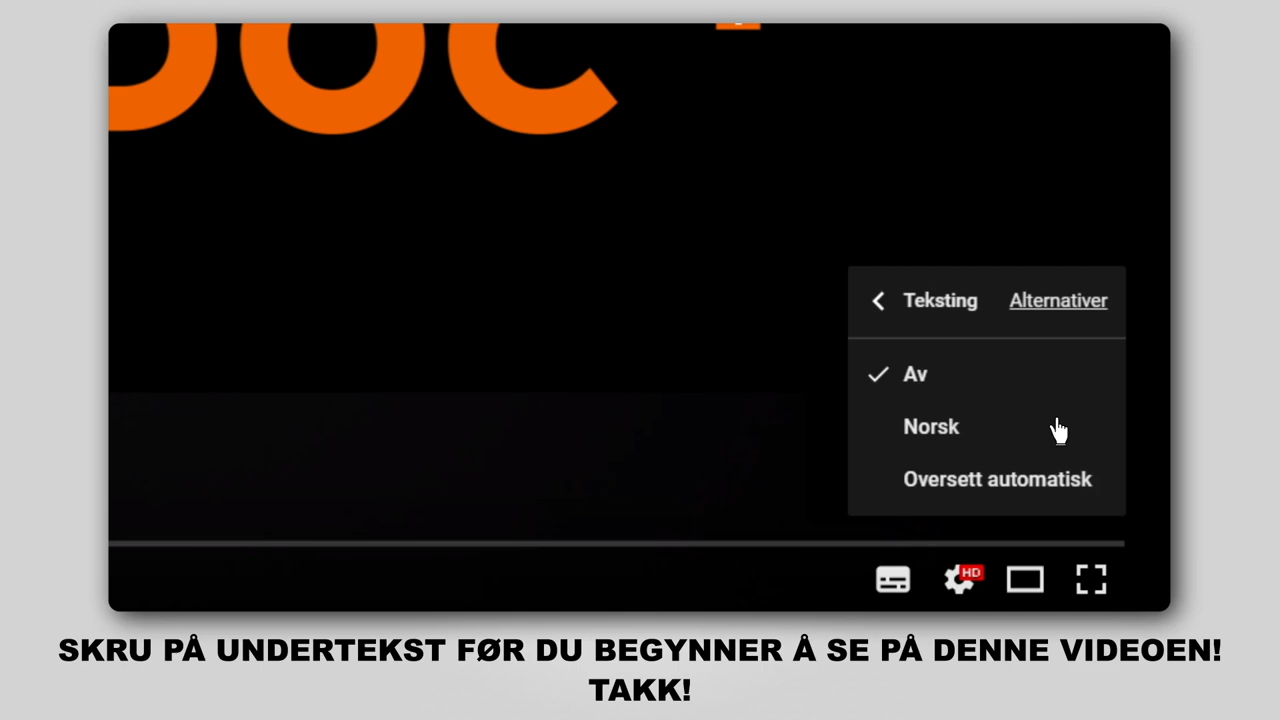 Teksting Alternativer
Av
Norsk
Oversett automatisk
HD
SKRU PÅ UNDERTEKST FØR DU BEGYNNER Å SE PÅ DENNE VIDEOEN!
TAKK!